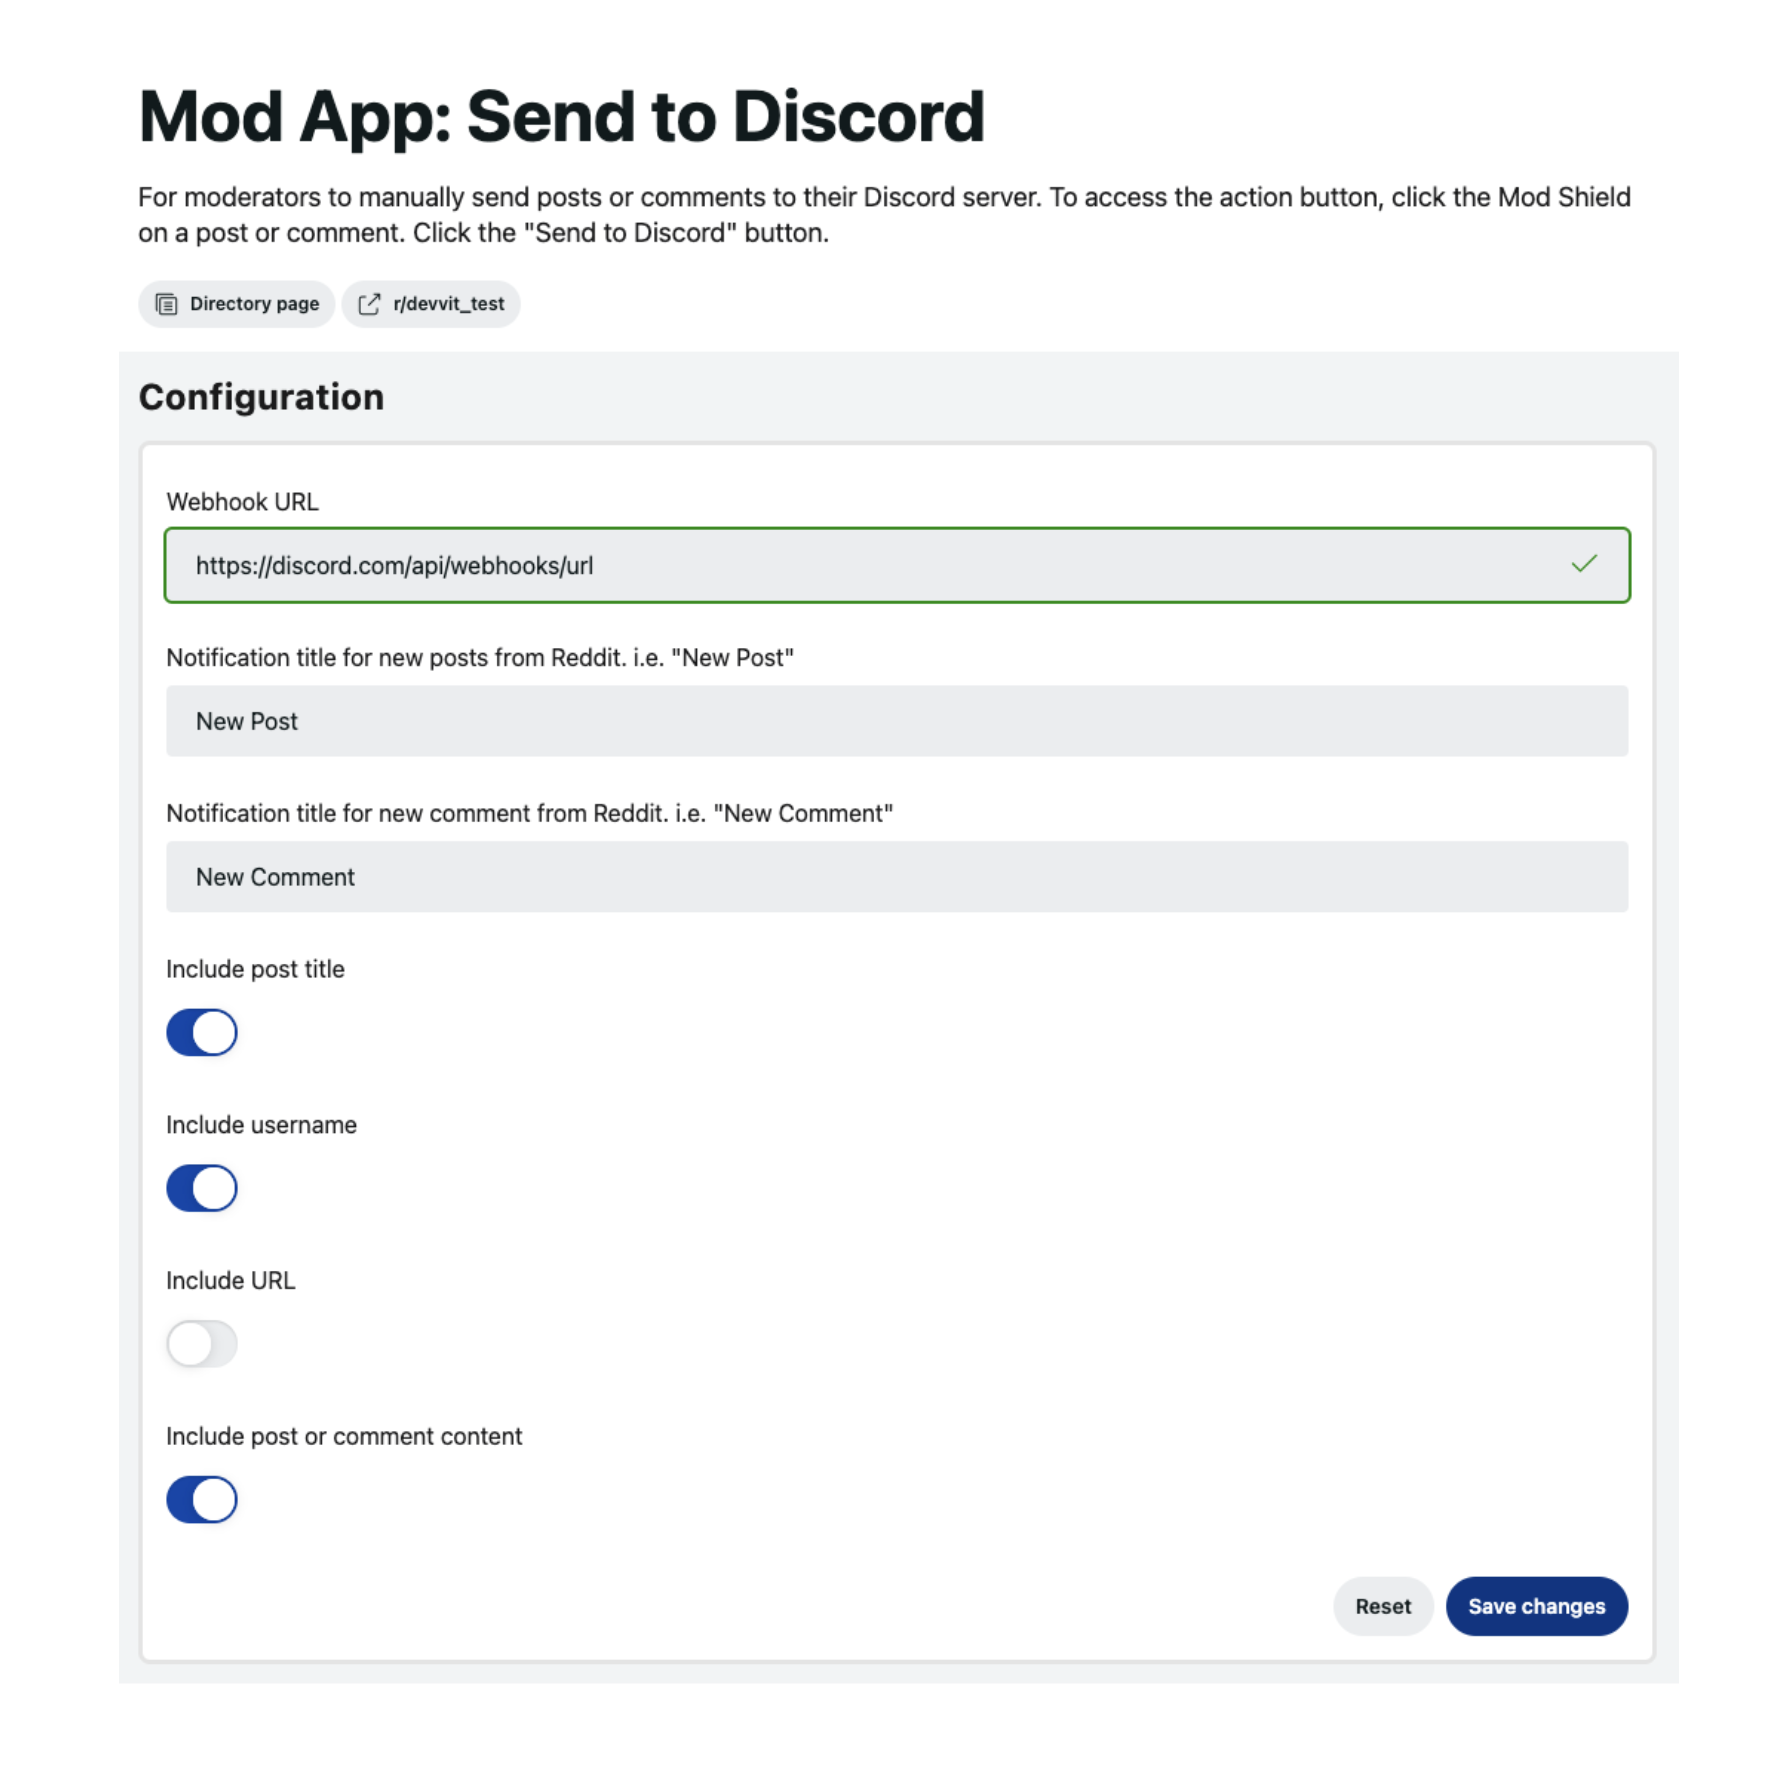 Mod App: Send to Discord
For moderators to manually send posts or comments to their Discord server. To access the action button, click the Mod Shield
on a post or comment. Click the "Send to Discord" button.
Directory page
r/devvit_test
Configuration
Webhook URL
https://discord.com/api/webhooks/url
Notification title for new posts from Reddit. i.e. "New Post"
New Post
Notification title for new comment from Reddit. i.e. "New Comment"
New Comment
Include post title
Include username
Include URL
Include post or comment content
Reset
Save changes